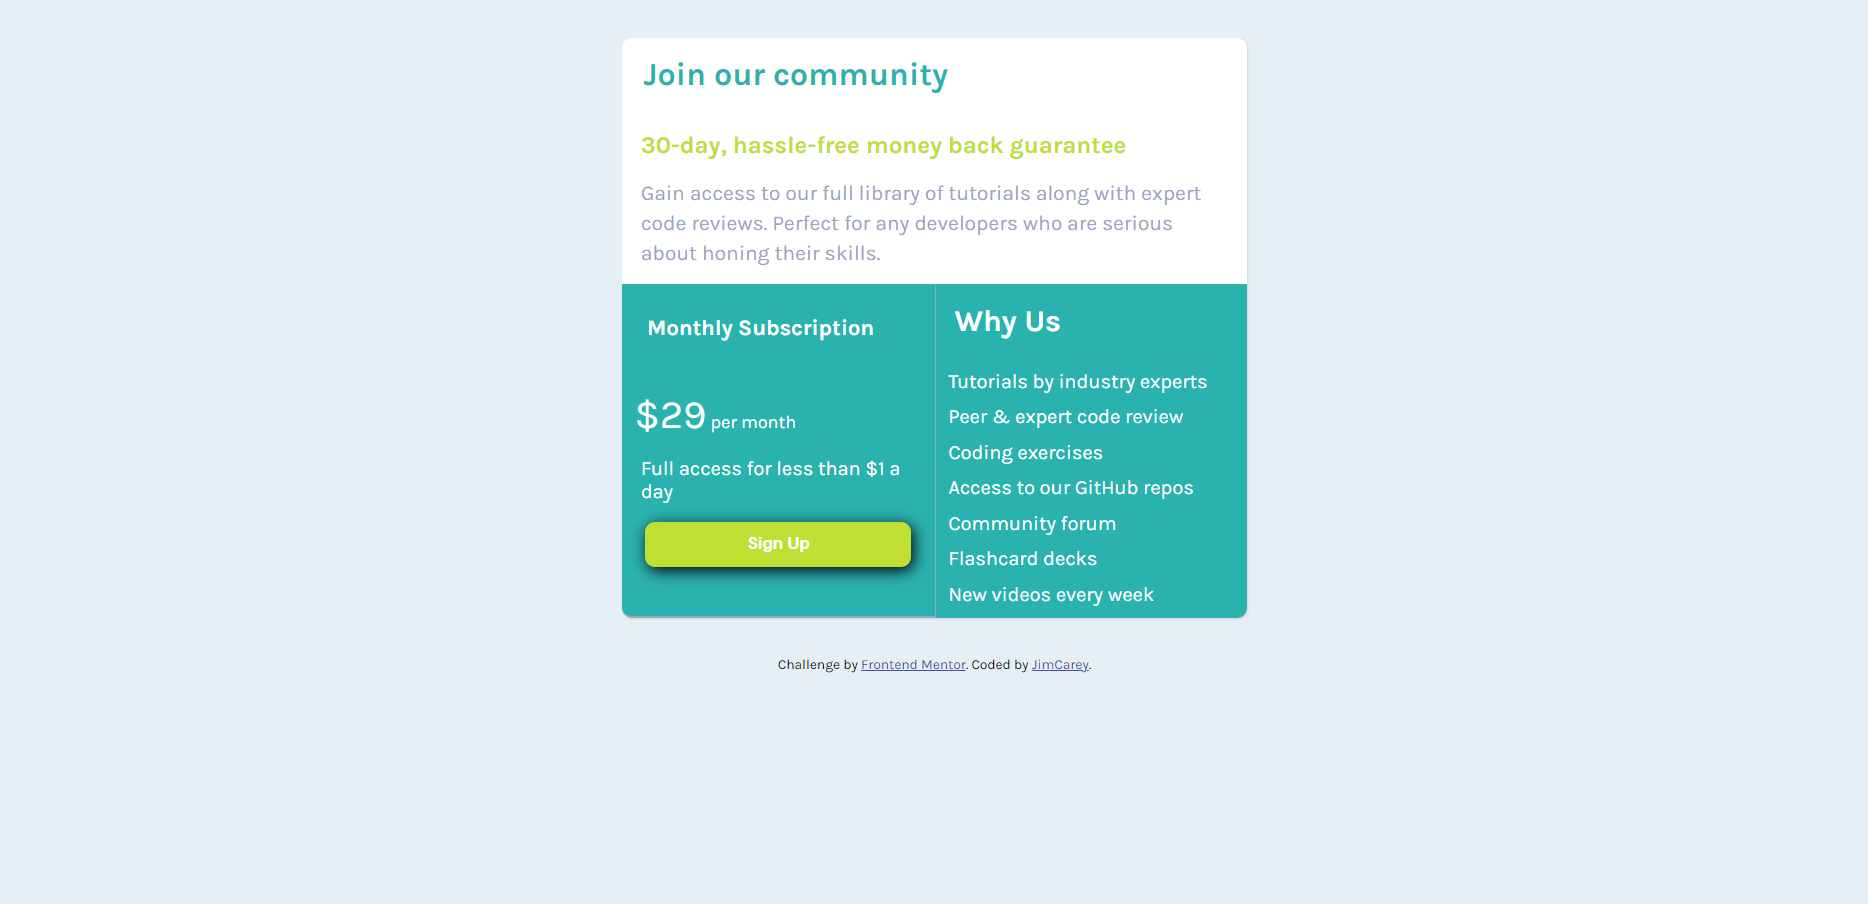 Join our community
30-day, hassle-free money back guarantee
Gain access to our full library of tutorials along with expert
code reviews. Perfect for any developers who are serious
about honing their skills.
Monthly Subscription
$29 per month
Full access for less than $1 a
day
Sign Up
Why Us
Tutorials by industry experts
Peer & expert code review
Coding exercises
Access to our GitHub repos
Community forum
Flashcard decks
New videos every week
Challenge by Frontend Mentor. Coded by JimCarey.